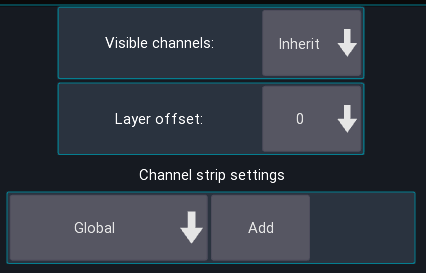 Visible channels: Inherit
Layer offset: 0
Channel strip settings
Global Add